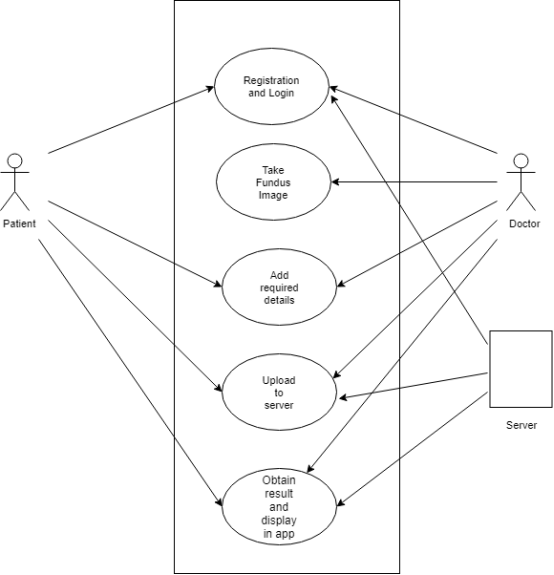 Registration
and Login
Take
Fundus
Image
Patient
Doctor
Add
required
details
Upload
to
server
Server
Obtain
result
and
display
in app